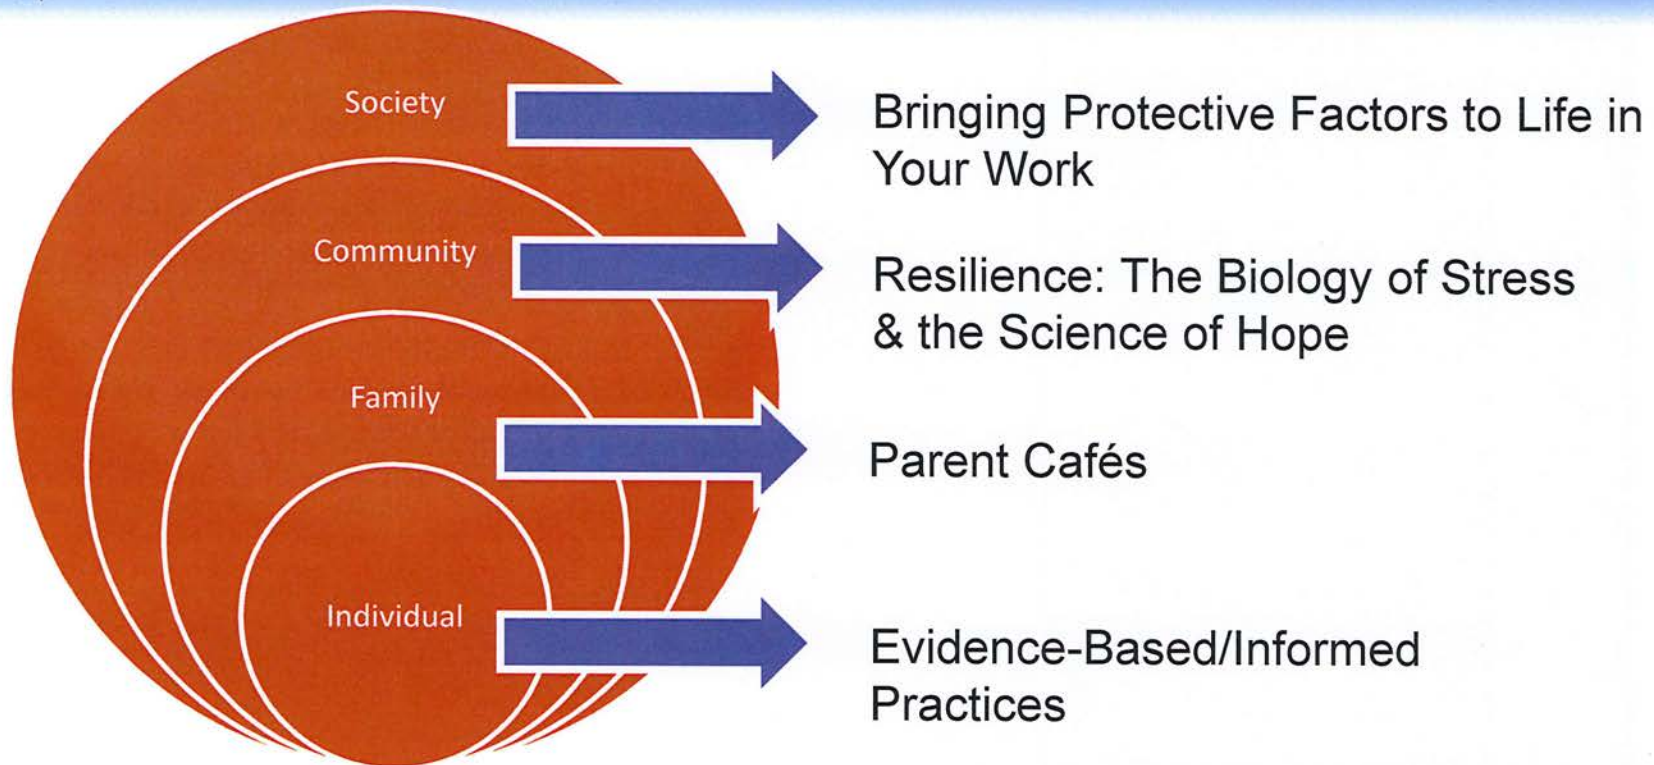 Society
Bringing Protective Factors to Life in
Your Work
Community
Resilience: The Biology of Stress
& the Science of Hope
Family
Parent Cafés
Individual
Evidence-Based/Informed
Practices